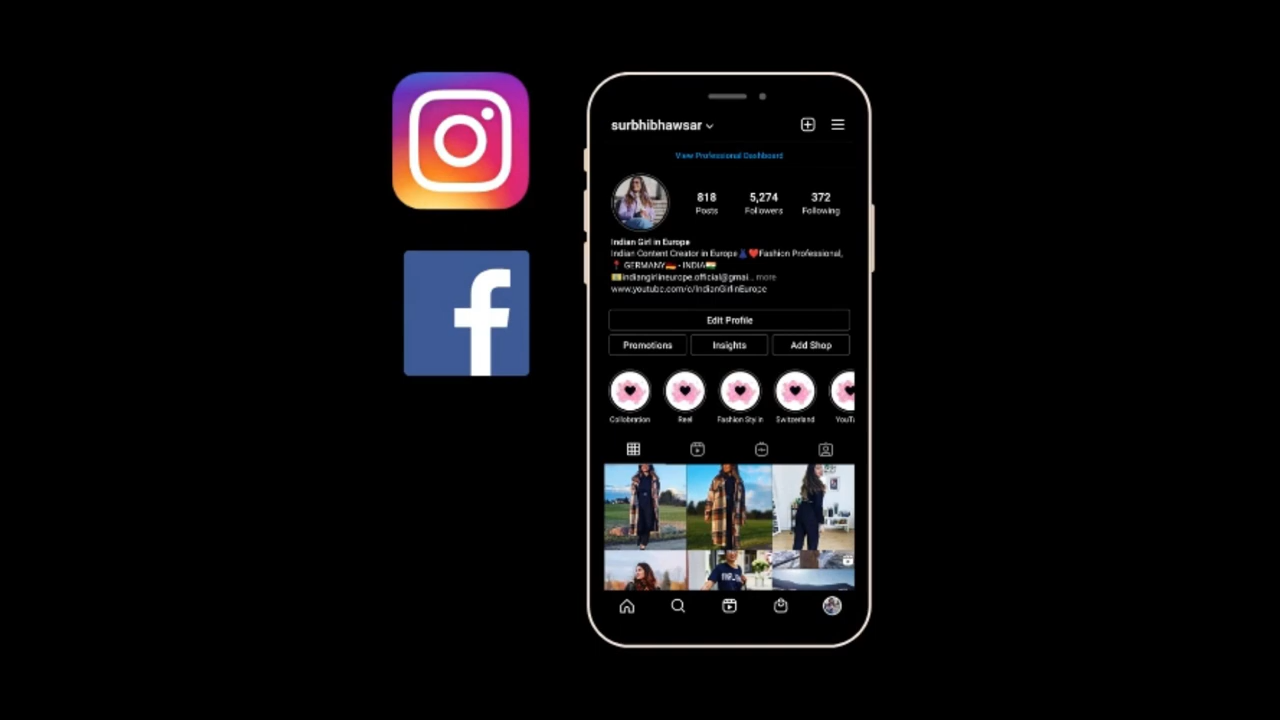 surbhibhawsar
View Professional Dashboard
818
5,274
372
Posts
Followers
Following
Indian Girl in Europe
Indian Content Creator in Europe👗❤️Fashion Professional,
📍 GERMANY🇩🇪 - INDIA🇮🇳
📧indiangirlineurope.official@gmai... more
www.youtube.com/c/IndianGirlinEurope
Edit Profile
Promotions
Insights
Add Shop
Collobration
Reel
Fashion Styl in
Switzerland
YouTu